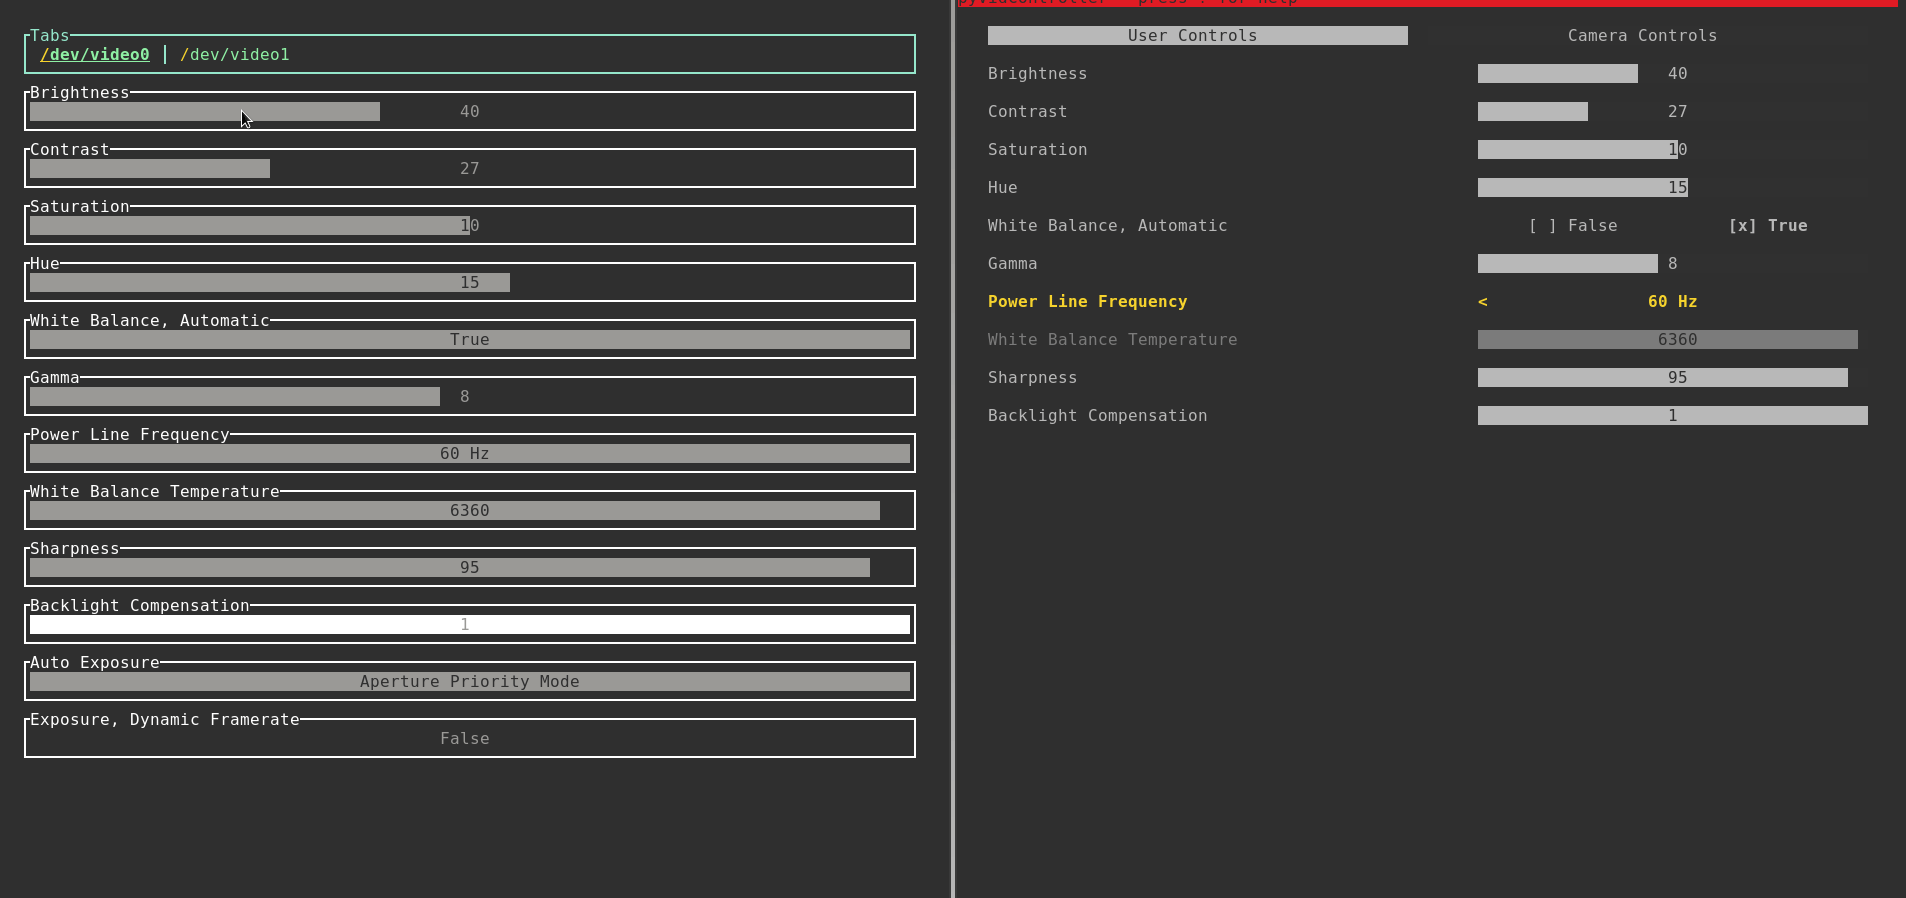 Tabs
/dev/video0 | /dev/video1
Brightness
40
Contrast
27
Saturation
10
Hue
15
White Balance, Automatic
True
Gamma
8
Power Line Frequency
60 Hz
White Balance Temperature
6360
Sharpness
95
Backlight Compensation
1
Auto Exposure
Aperture Priority Mode
Exposure, Dynamic Framerate
False
press ? for help
User Controls Camera Controls
Brightness 40
Contrast 27
Saturation 10
Hue 15
White Balance, Automatic [ ] False [x] True
Gamma 8
Power Line Frequency < 60 Hz
White Balance Temperature 6360
Sharpness 95
Backlight Compensation 1